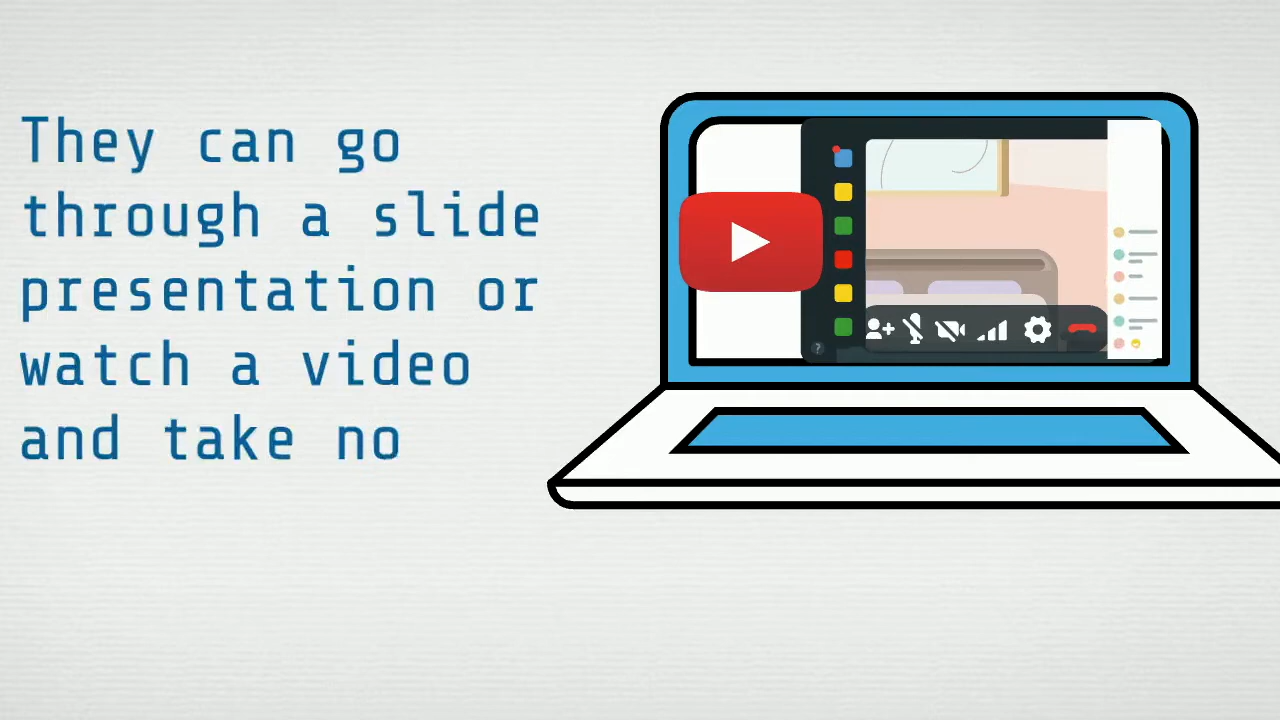 They can go
through a slide
presentation or
watch a video
and take no
?